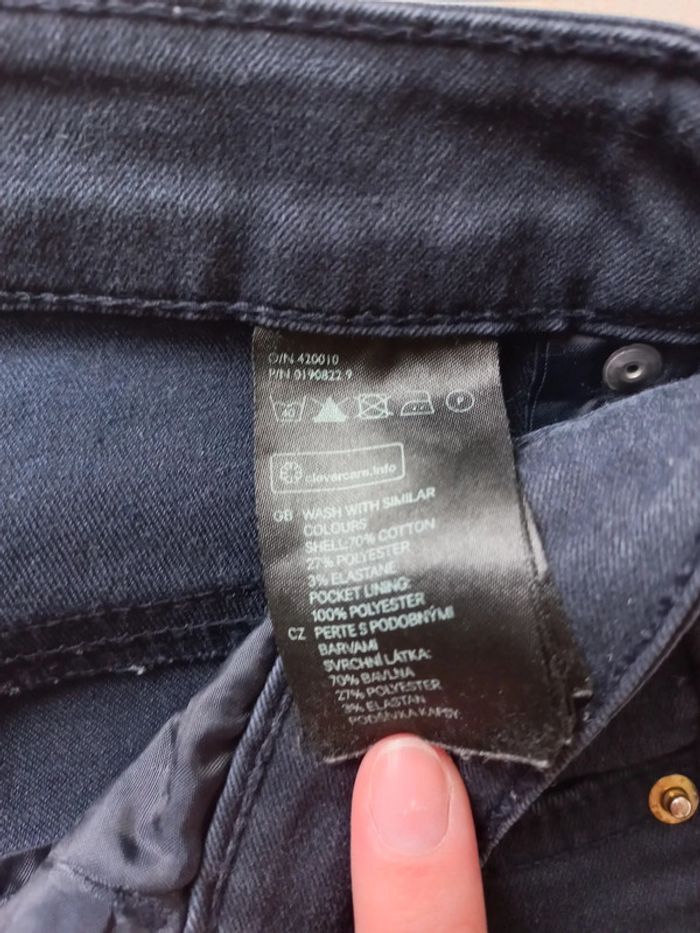 O/N 420010
P/N 0190822 9
40 P
clevercare.info
GB WASH WITH SIMILAR
COLOURS
SHELL:70% COTTON
27% POLYESTER
3% ELASTANE
POCKET LINING:
100% POLYESTER
CZ PERTE S PODOBNÝMI
BARVAMI
SVRCHNÍ LÁTKA:
70% BAVLNA
27% POLYESTER
3% ELASTAN
PODŠÍVKA KAPSY: